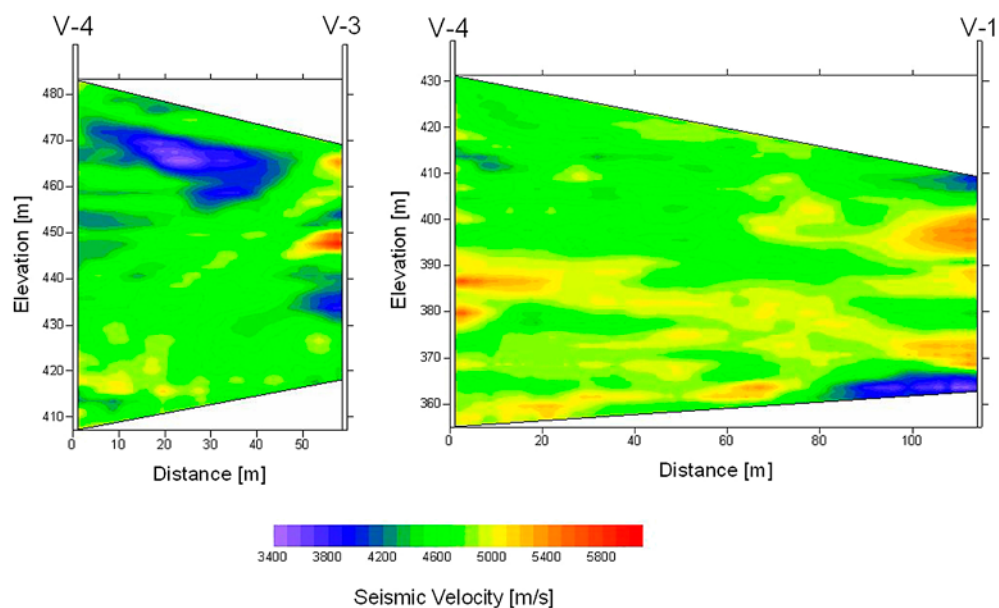 V-4 V-3
480
470
460
450
440
430
420
410
Elevation [m]
0 10 20 30 40 50
Distance [m]
V-4 V-1
430
420
410
400
390
380
370
360
Elevation [m]
0 20 40 60 80 100
Distance [m]
3400 3800 4200 4600 5000 5400 5800
Seismic Velocity [m/s]